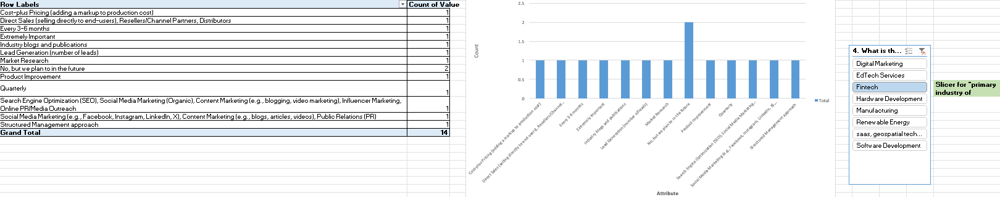 Row Labels Count of Value
Cost-plus Pricing (adding a markup to production cost) 1
Direct Sales (selling directly to end-users), Resellers/Channel Partners, Distributors 1
Every 3-6 months 1
Extremely Important 1
Industry blogs and publications 1
Lead Generation (number of leads) 1
Market Research 1
No, but we plan to in the future 2
Product Improvement 1
Quarterly 1
Search Engine Optimization (SEO), Social Media Marketing (Organic), Content Marketing (e.g., blogging, video marketing), Influencer Marketing,
Online PR/Media Outreach 1
Social Media Marketing (e.g., Facebook, Instagram, LinkedIn, X), Content Marketing (e.g., blogs, articles, videos), Public Relations (PR) 1
Structured Management approach 1
Grand Total 14
2.5
2
1.5
1
0.5
0
Count
Cost-plus Pricing (adding a markup to production cost)
Direct Sales (selling directly to end-users), Resellers/Channel...
Every 3-6 months
Extremely Important
Industry blogs and publications
Lead Generation (number of leads)
Market Research
No, but we plan to in the future
Product Improvement
Quarterly
Search Engine Optimization (SEO), Social Media Marketing...
Social Media Marketing (e.g., Facebook, Instagram, LinkedIn, X),...
Structured Management approach
Attribute
Total
4. What is th...
Digital Marketing
EdTech Services
Fintech
Hardware Development
Manufacturing
Renewable Energy
saas, geospatial tech...
Software Development
Slicer for "primary
industry of